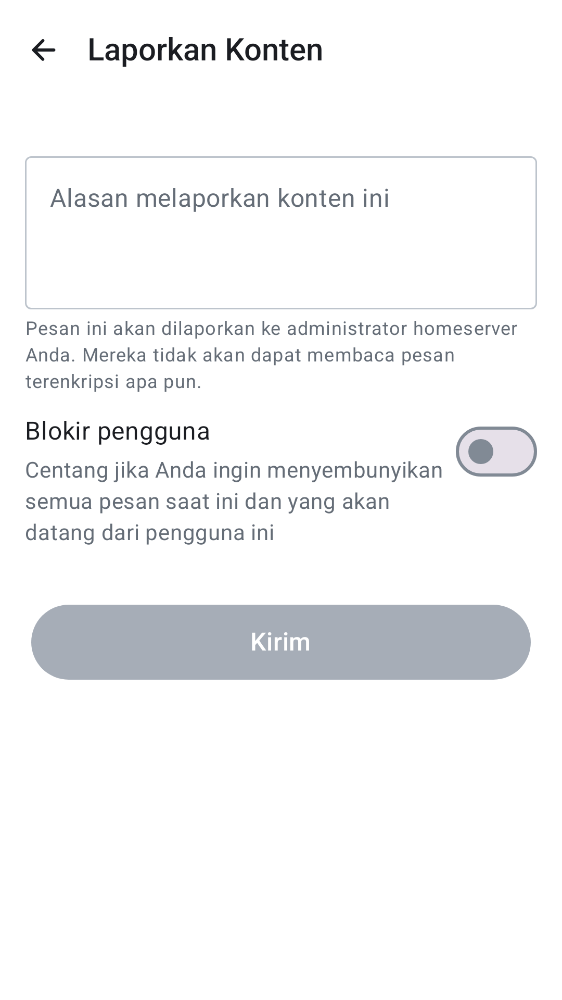 Laporkan Konten
Alasan melaporkan konten ini
Pesan ini akan dilaporkan ke administrator homeserver
Anda. Mereka tidak akan dapat membaca pesan
terenkripsi apa pun.
Blokir pengguna
Centang jika Anda ingin menyembunyikan
semua pesan saat ini dan yang akan
datang dari pengguna ini
Kirim